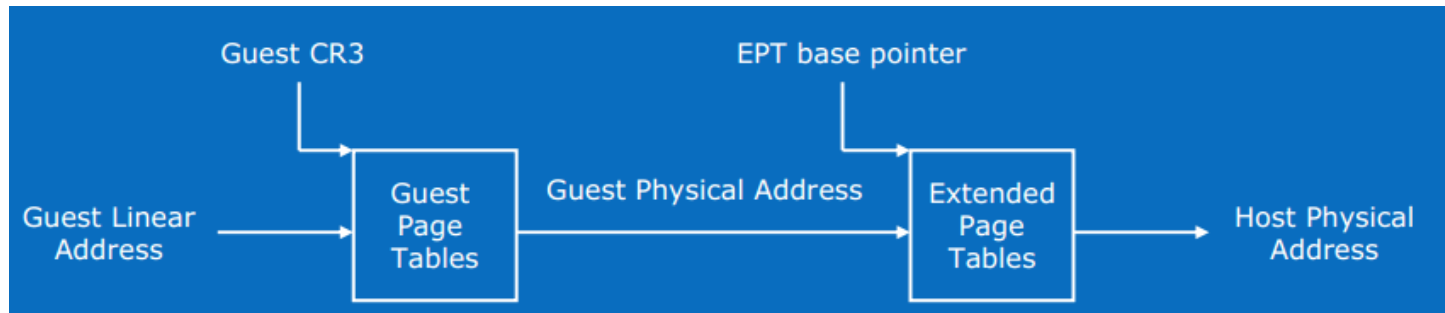 Guest CR3
EPT base pointer
Guest Linear
Address
Guest
Page
Tables
Guest Physical Address
Extended
Page
Tables
Host Physical
Address